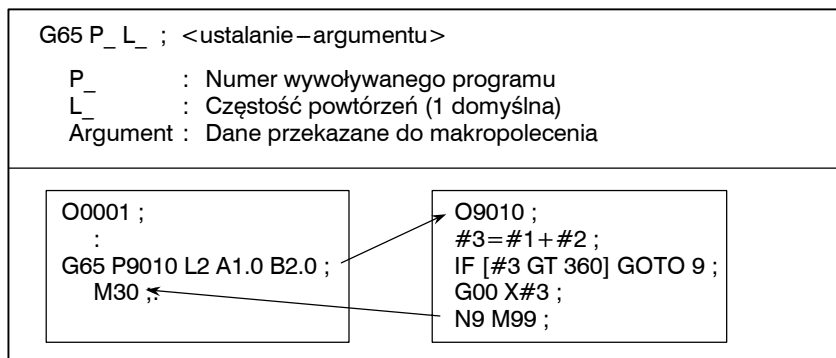 G65 P_ L_ ; <ustalanie−argumentu>
P_ : Numer wywoływanego programu
L_ : Częstość powtórzeń (1 domyślna)
Argument : Dane przekazane do makropolecenia
O0001 ;
:
G65 P9010 L2 A1.0 B2.0 ;
M30 ;.
O9010 ;
#3=#1+#2 ;
IF [#3 GT 360] GOTO 9 ;
G00 X#3 ;
N9 M99 ;